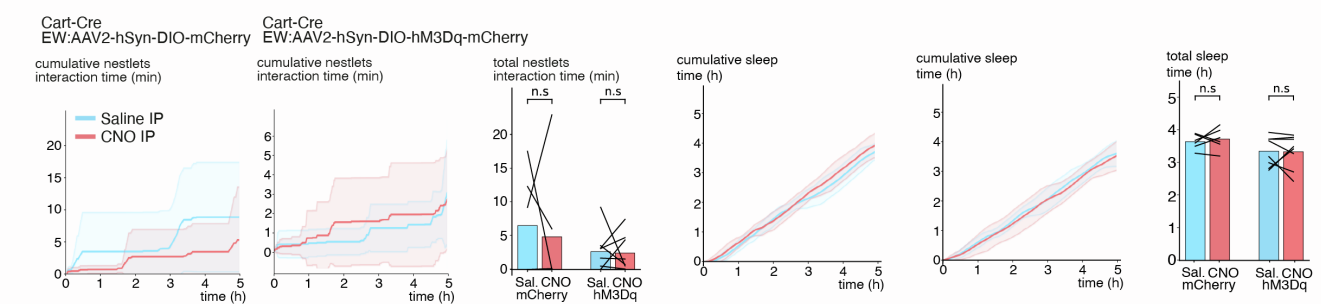 Cart-Cre
EW:AAV2-hSyn-DIO-mCherry
Cart-Cre
EW:AAV2-hSyn-DIO-hM3Dq-mCherry
cumulative nestlets
interaction time (min)
20
15
10
5
0
Saline IP
CNO IP
0 1 2 3 4 5
time (h)
cumulative nestlets
interaction time (min)
6
5
4
3
2
1
0
0 1 2 3 4 5
time (h)
total nestlets
interaction time (min)
n.s
n.s
20
15
10
5
0
Sal. CNO
mCherry
Sal. CNO
hM3Dq
cumulative sleep
time (h)
5
4
3
2
1
0
0 1 2 3 4 5
time (h)
cumulative sleep
time (h)
5
4
3
2
1
0
0 1 2 3 4 5
time (h)
total sleep
time (h)
n.s
n.s
5
4
3
2
1
0
Sal. CNO
mCherry
Sal. CNO
hM3Dq